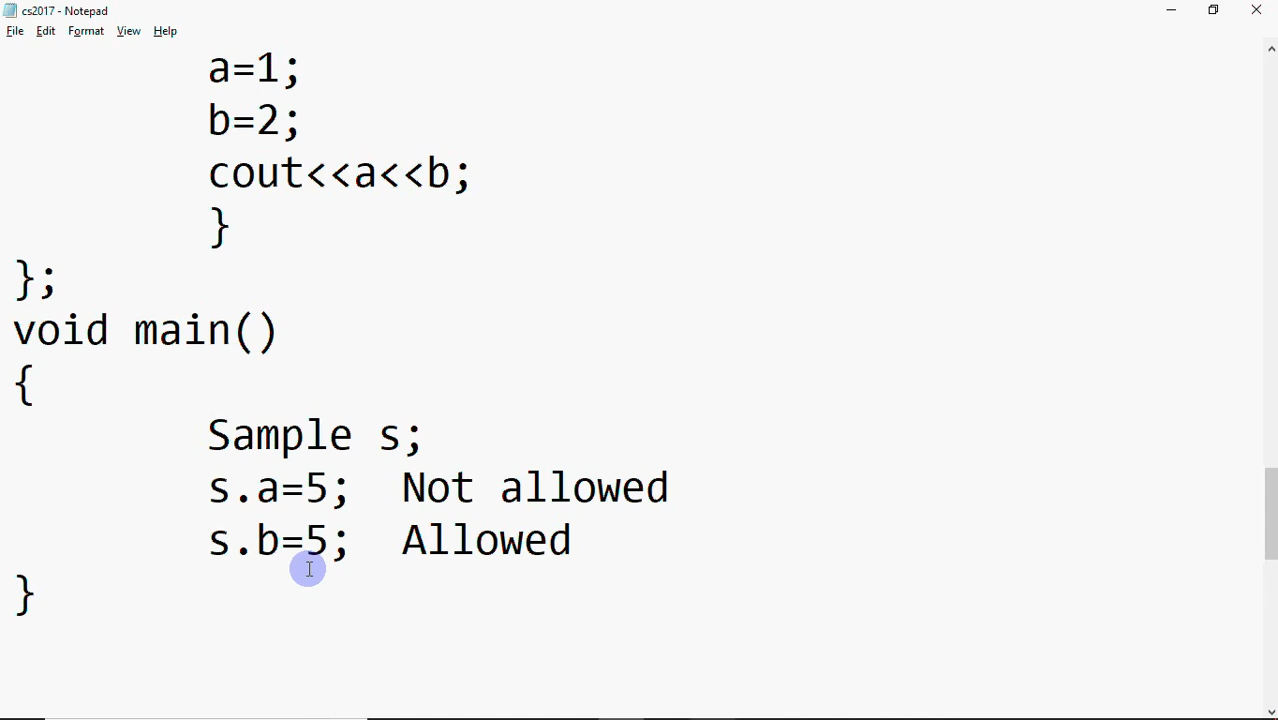 cs2017 - Notepad
File Edit Format View Help
a=1;
b=2;
cout<<a<<b;
}
};
void main()
{
Sample s;
s.a=5; Not allowed
s.b=5; Allowed
}